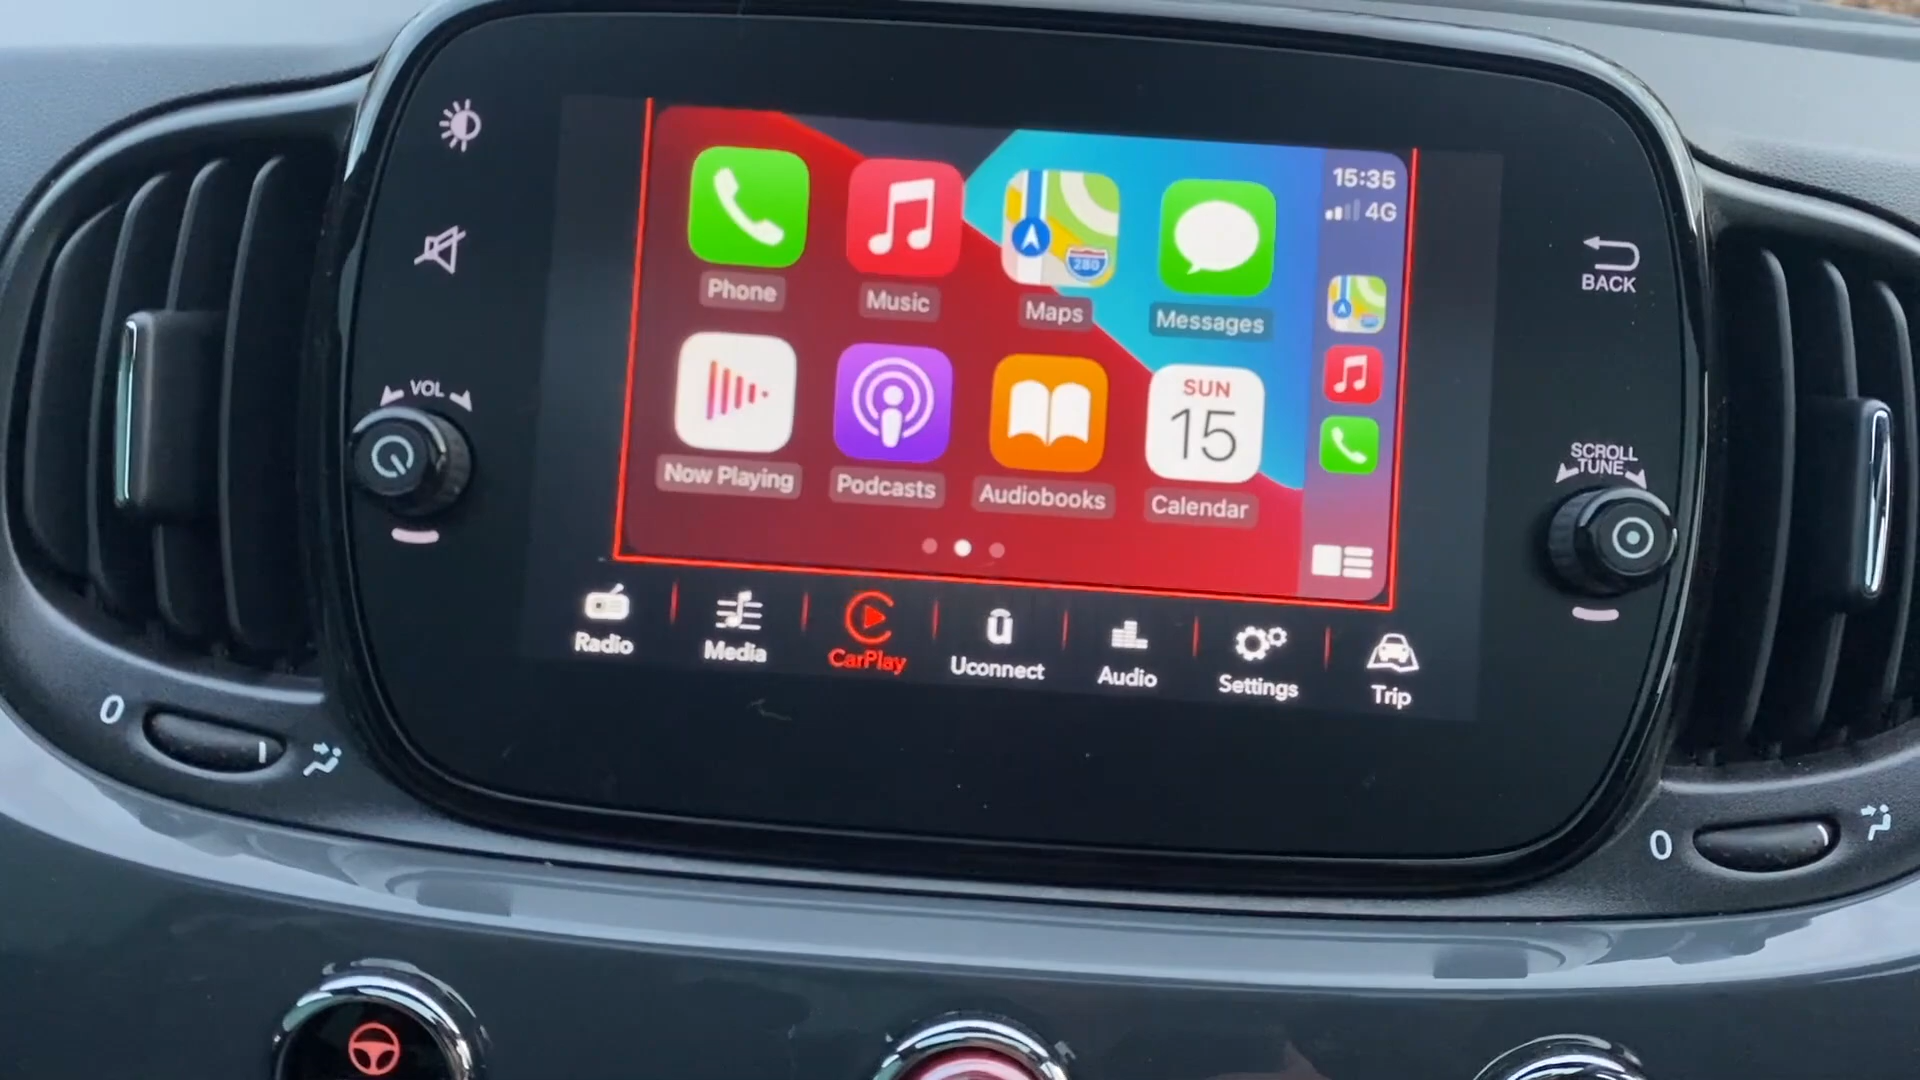 15:35
4G
280
Phone
Music
Maps
Messages
SUN
15
Now Playing
Podcasts
Audiobooks
Calendar
Radio
Media
CarPlay
Uconnect
Audio
Settings
Trip
VOL
BACK
SCROLL
TUNE
0
0